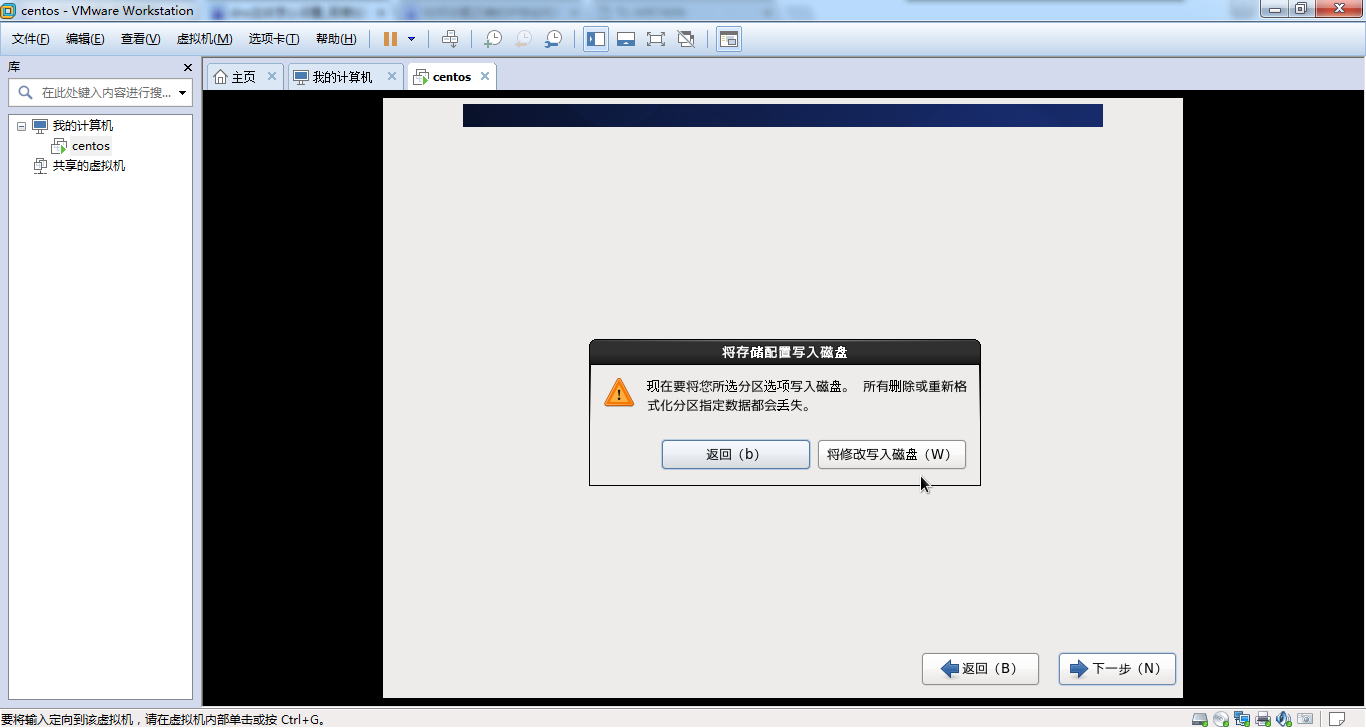 centos - VMware Workstation
文件(F) 编辑(E) 查看(V) 虚拟机(M) 选项卡(T) 帮助(H)
库
在此处键入内容进行搜...
我的计算机
centos
共享的虚拟机
主页 我的计算机 centos
将存储配置写入磁盘
现在要将您所选分区选项写入磁盘。 所有删除或重新格
式化分区指定数据都会丢失。
返回（b） 将修改写入磁盘（W）
返回（B） 下一步（N）
要将输入定向到该虚拟机，请在虚拟机内部单击或按 Ctrl+G。